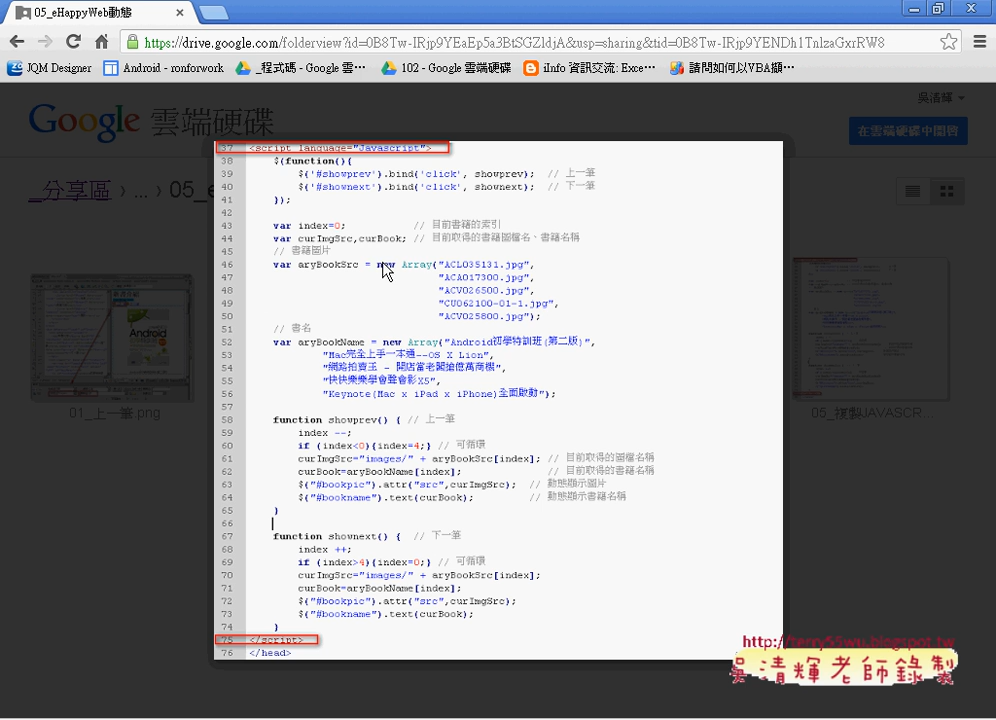 05_eHappyWeb動態
https://drive.google.com/folderview?id=0B8Tw-IRjp9YEaEp5a3BtSGZldjA&usp=sharing&tid=0B8Tw-IRjp9YENDh1TnlzaGxrRW8
JQM Designer
Android - ronforwork
_程式碼 - Google 雲…
102 - Google 雲端硬碟
iInfo 資訊交流: Exce…
請問如何以VBA擷…
吳清輝
Google 雲端硬碟
在雲端硬碟中開啟
_分享區 › ... › 05_e
37 <script language="Javascript">
38 $(function(){
39 $('#showprev').bind('click', showprev); // 上一筆
40 $('#shownext').bind('click', shownext); // 下一筆
41 });
42
43 var index=0; // 目前書籍的索引
44 var curImgSrc,curBook; // 目前取得的書籍圖檔名、書籍名稱
45 // 書籍圖片
46 var aryBookSrc = new Array("ACL035131.jpg",
47 "ACA017300.jpg",
48 "ACV026500.jpg",
49 "CU062100-01-1.jpg",
50 "ACV025800.jpg");
51 // 書名
52 var aryBookName = new Array("Android初學特訓班(第二版)",
53 "Mac完全上手一本通--OS X Lion",
54 "網路拍賣王 - 開店當老闆搶億萬商機",
55 "快快樂樂學會聲會影X5",
56 "Keynote(Mac x iPad x iPhone)全面啟動");
57
58 function showprev() { // 上一筆
59 index --;
60 if (index<0){index=4;} // 可循環
61 curImgSrc="images/" + aryBookSrc[index]; // 目前取得的圖檔名稱
62 curBook=aryBookName[index]; // 目前取得的書籍名稱
63 $("#bookpic").attr("src",curImgSrc); // 動態顯示圖片
64 $("#bookname").text(curBook); // 動態顯示書籍名稱
65 }
66
67 function shownext() { // 下一筆
68 index ++;
69 if (index>4){index=0;} // 可循環
70 curImgSrc="images/" + aryBookSrc[index];
71 curBook=aryBookName[index];
72 $("#bookpic").attr("src",curImgSrc);
73 $("#bookname").text(curBook);
74 }
75 </script>
76 </head>
01_上一筆.png
05_複製JAVASCR...
http://terry55wu.blogspot.tw
吳清輝老師錄製